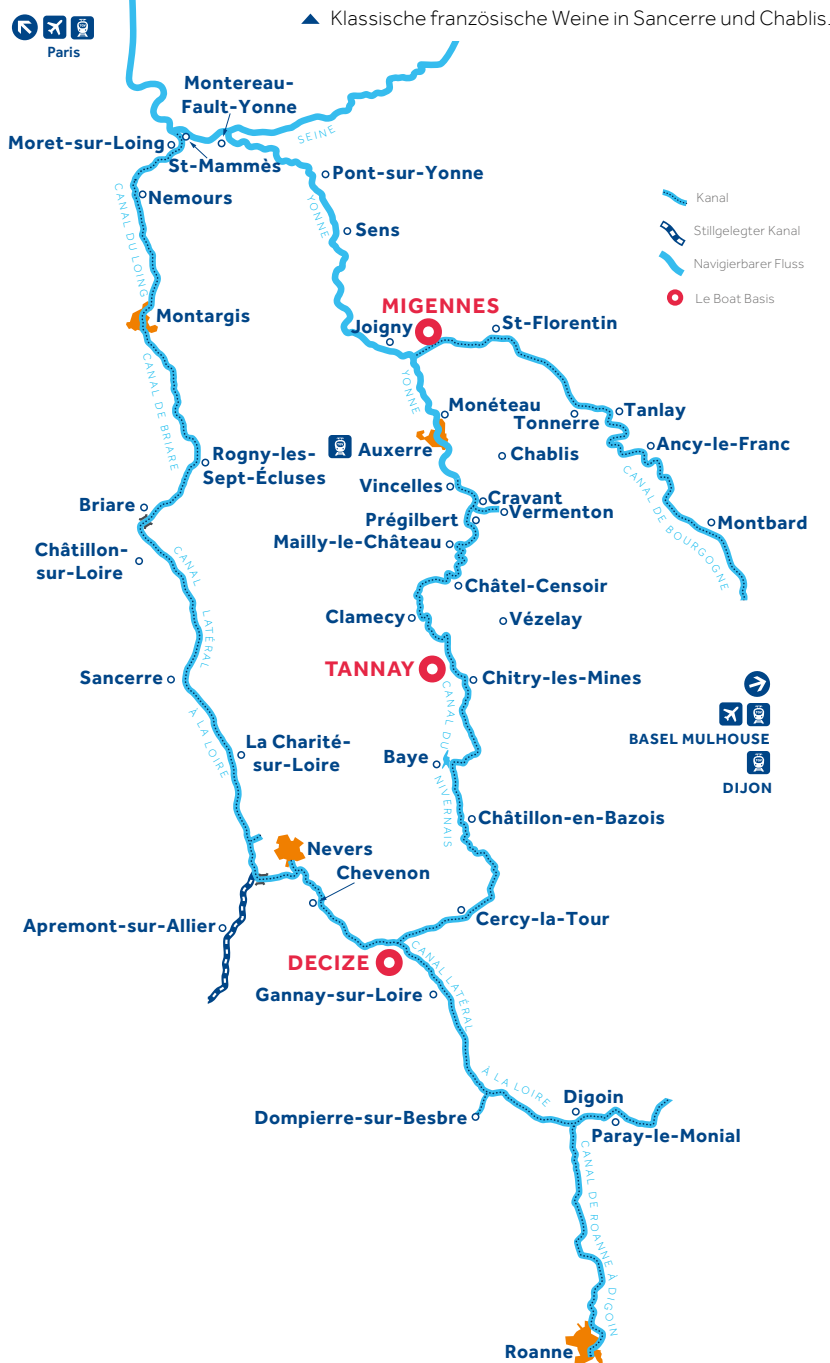 ▲ Klassische französische Weine in Sancerre und Chablis.
Paris
Montereau-
Fault-Yonne
SEINE
Moret-sur-Loing
St-Mammès
Pont-sur-Yonne
CANAL DU LOING
Nemours
YONNE
Kanal
Sens
Stillgelegter Kanal
Navigierbarer Fluss
Le Boat Basis
MIGENNES
Montargis
Joigny
St-Florentin
CANAL DE BRIARE
YONNE
Monéteau
Tonnerre
Tanlay
Auxerre
Chablis
Ancy-le-Franc
Rogny-les-
Sept-Écluses
CANAL DE BOURGOGNE
Vincelles
Briare
Cravant
Vermenton
Prégilbert
Montbard
Mailly-le-Château
Châtillon-
sur-Loire
CANAL LATÉRAL À LA LOIRE
Châtel-Censoir
Clamecy
Vézelay
TANNAY
Sancerre
Chitry-les-Mines
CANAL DU NIVERNAIS
BASEL MULHOUSE
La Charité-
sur-Loire
Baye
DIJON
Châtillon-en-Bazois
Nevers
Chevenon
Apremont-sur-Allier
Cercy-la-Tour
DECIZE
CANAL LATÉRAL À LA LOIRE
Gannay-sur-Loire
Digoin
Dompierre-sur-Besbre
Paray-le-Monial
CANAL DE ROANNE À DIGOIN
Roanne